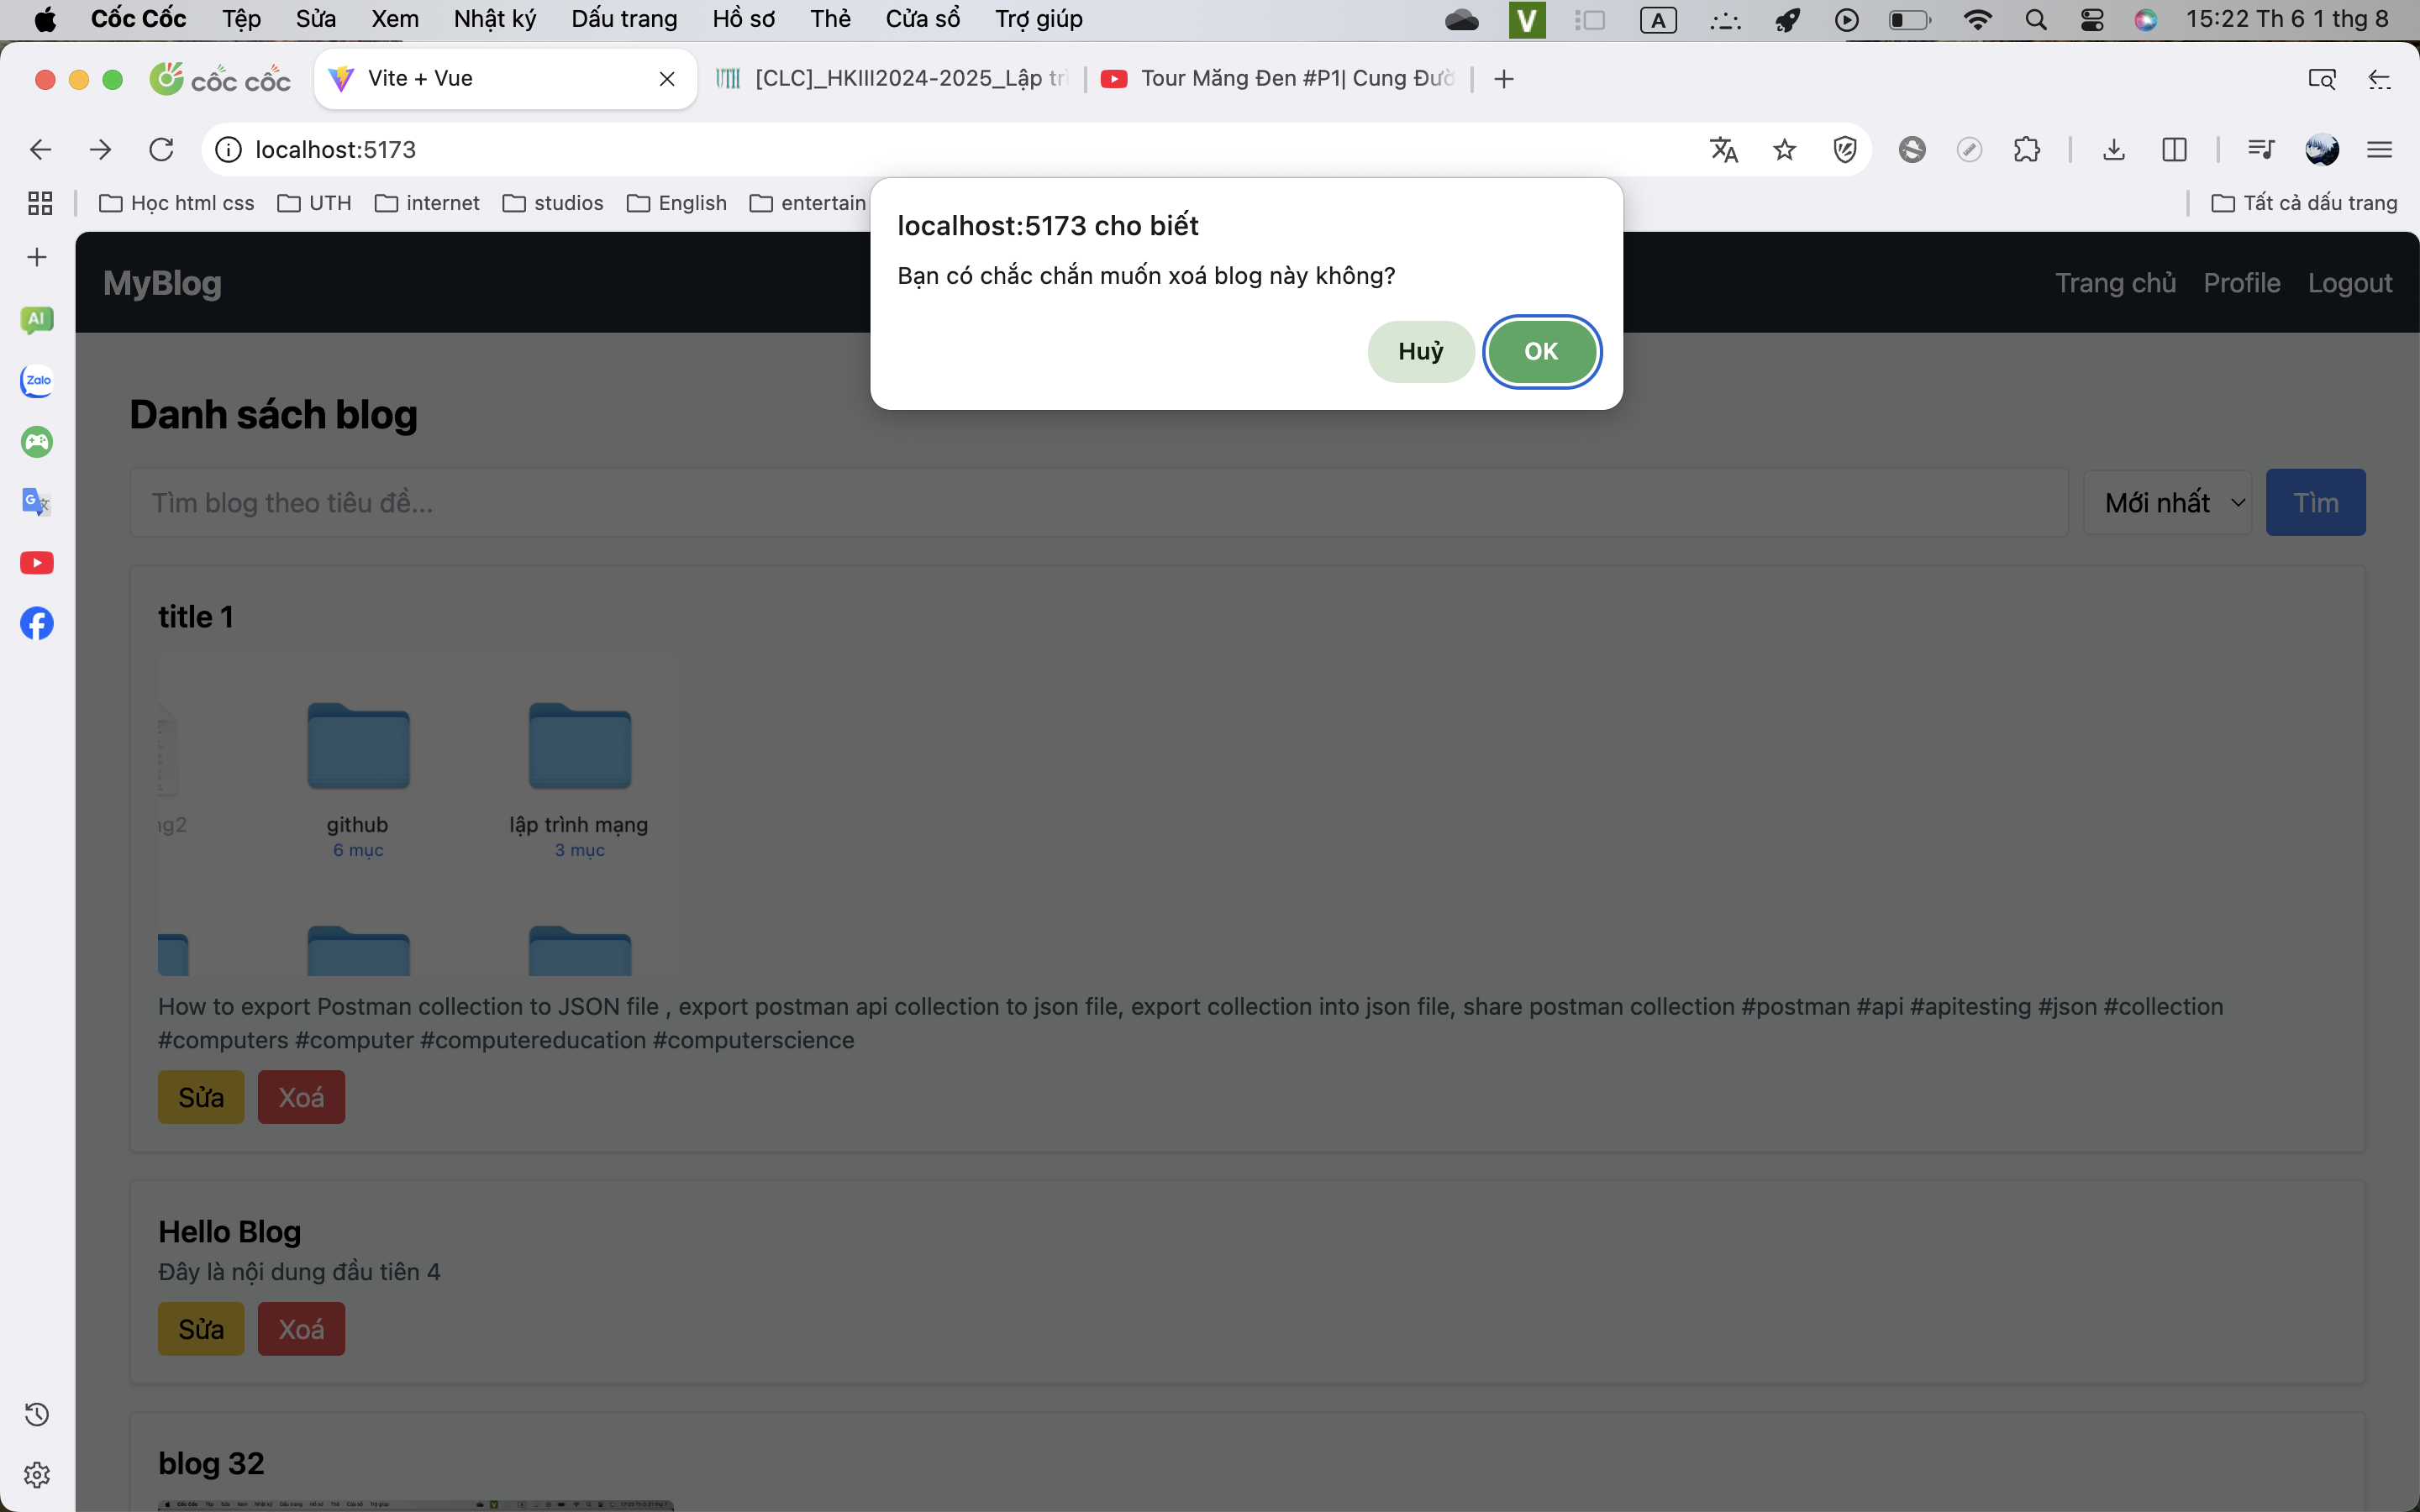 Cốc Cốc Tệp Sửa Xem Nhật ký Dấu trang Hồ sơ Thẻ Cửa sổ Trợ giúp V A 15:22 Th 6 1 thg 8
cốc cốc Vite + Vue [CLC]_HKIII2024-2025_Lập Tour Măng Đen #P1| Cung
localhost:5173
Học html css UTH internet studios English entertain Tất cả dấu trang
localhost:5173 cho biết
Bạn có chắc chắn muốn xoá blog này không?
Huỷ OK
AI
Zalo
MyBlog Trang chủ Profile Logout
Danh sách blog
Tìm blog theo tiêu đề... Mới nhất Tìm
title 1
github lập trình mạng
6 mục 3 mục
How to export Postman collection to JSON file , export postman api collection to json file, export collection into json file, share postman collection #postman #api #apitesting #json #collection
#computers #computer #computereducation #computerscience
Sửa Xoá
Hello Blog
Đây là nội dung đầu tiên 4
Sửa Xoá
blog 32